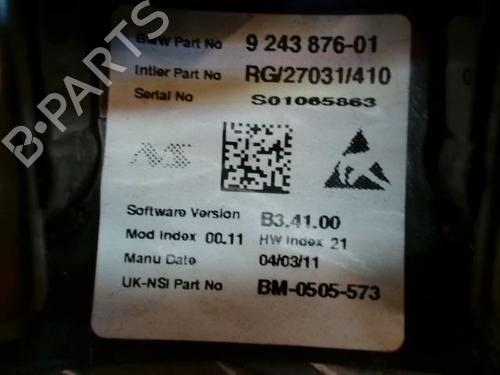 BMW Part No 9 243 876-01
Intier Part No RG/27031/410
Serial No S01065863
Software Version B3.41.00
Mod Index 00.11 HW Index 21
Manu Date 04/03/11
UK-NSI Part No BM-0505-573
B-PARTS